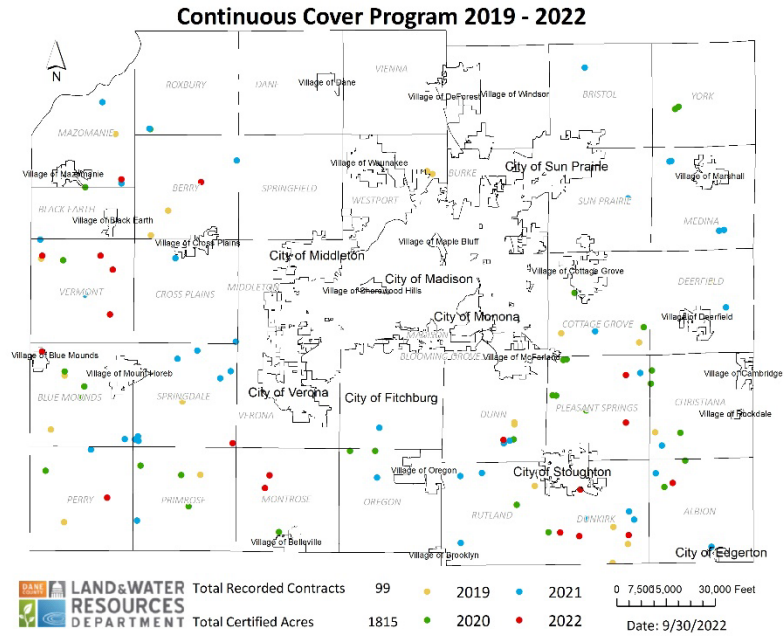 Continuous Cover Program 2019 - 2022
N
ROXBURY
DANE
VIENNA
Village of Dane
Village of DeForest
Village of Windsor
BRISTOL
YORK
MAZOMANIE
Village of Mazomanie
BERRY
SPRINGFIELD
Village of Waunakee
WESTPORT
BURKE
City of Sun Prairie
SUN PRAIRIE
Village of Marshall
MEDINA
BLACK EARTH
Village of Black Earth
Village of Cross Plains
City of Middleton
Village of Maple Bluff
Village of Cottage Grove
VERMONT
CROSS PLAINS
MIDDLETON
City of Madison
Village of Shorewood Hills
DEERFIELD
City of Monona
MADISON
BLOOMING GROVE
Village of McFarland
COTTAGE GROVE
Village of Deerfield
Village of Blue Mounds
Village of Mount Horeb
BLUE MOUNDS
SPRINGDALE
City of Verona
VERONA
City of Fitchburg
DUNN
PLEASANT SPRINGS
CHRISTIANA
Village of Cambridge
Village of Rockdale
PERRY
PRIMROSE
MONTROSE
OREGON
Village of Oregon
City of Stoughton
RUTLAND
DUNKIRK
ALBION
Village of Belleville
Village of Brooklyn
City of Edgerton
DANE COUNTY
LAND & WATER
RESOURCES
DEPARTMENT
Total Recorded Contracts 99
Total Certified Acres 1815
2019 2021
2020 2022
0 7,50015,000 30,000 Feet
Date: 9/30/2022